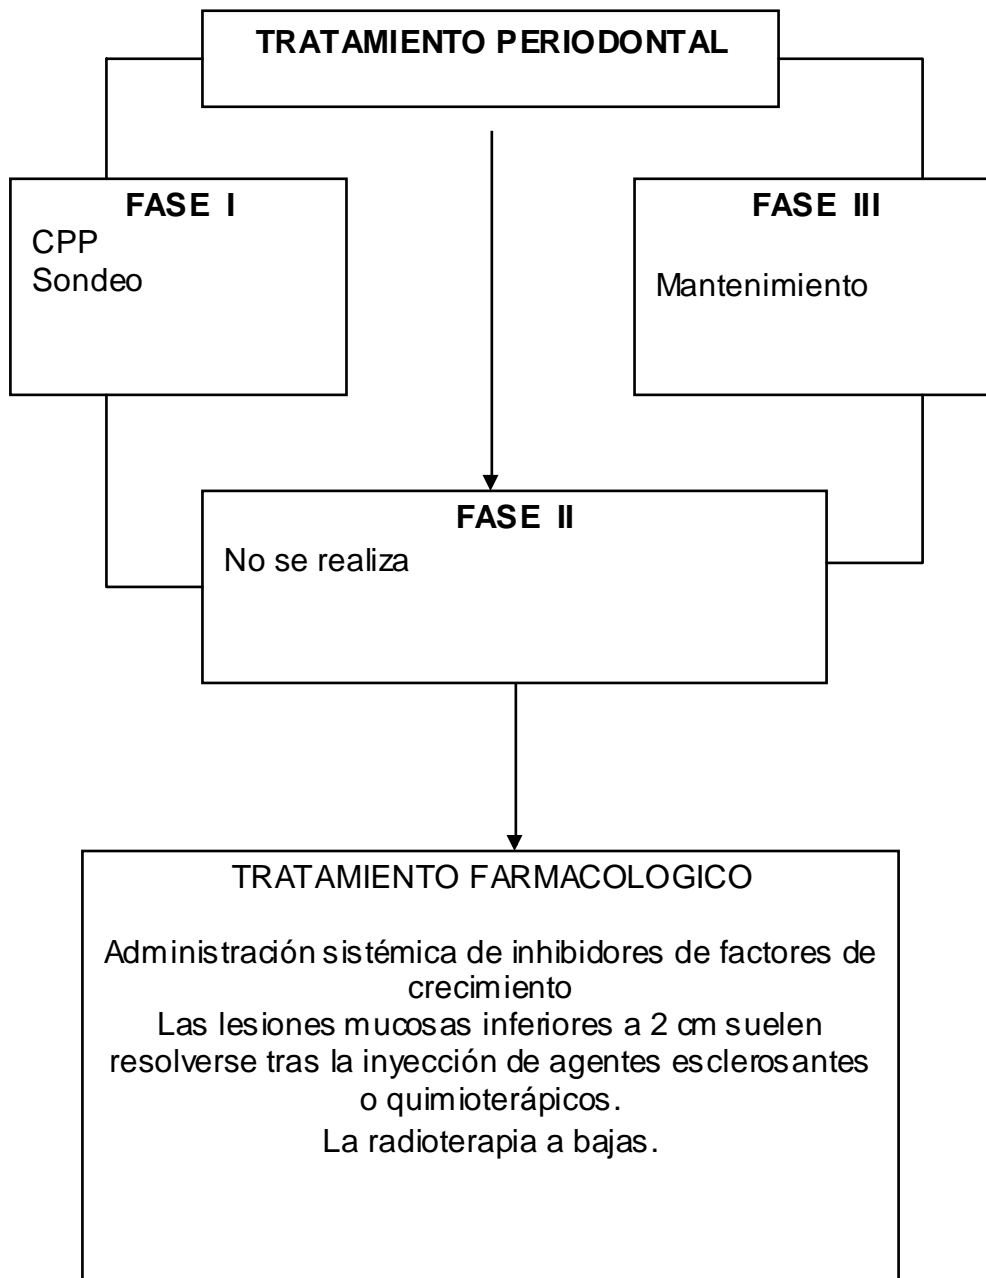 TRATAMIENTO PERIODONTAL
FASE I
CPP
Sondeo
FASE III
Mantenimiento
FASE II
No se realiza
TRATAMIENTO FARMACOLOGICO
Administración sistémica de inhibidores de factores de
crecimiento
Las lesiones mucosas inferiores a 2 cm suelen
resolverse tras la inyección de agentes esclerosantes
o quimioterápicos.
La radioterapia a bajas.